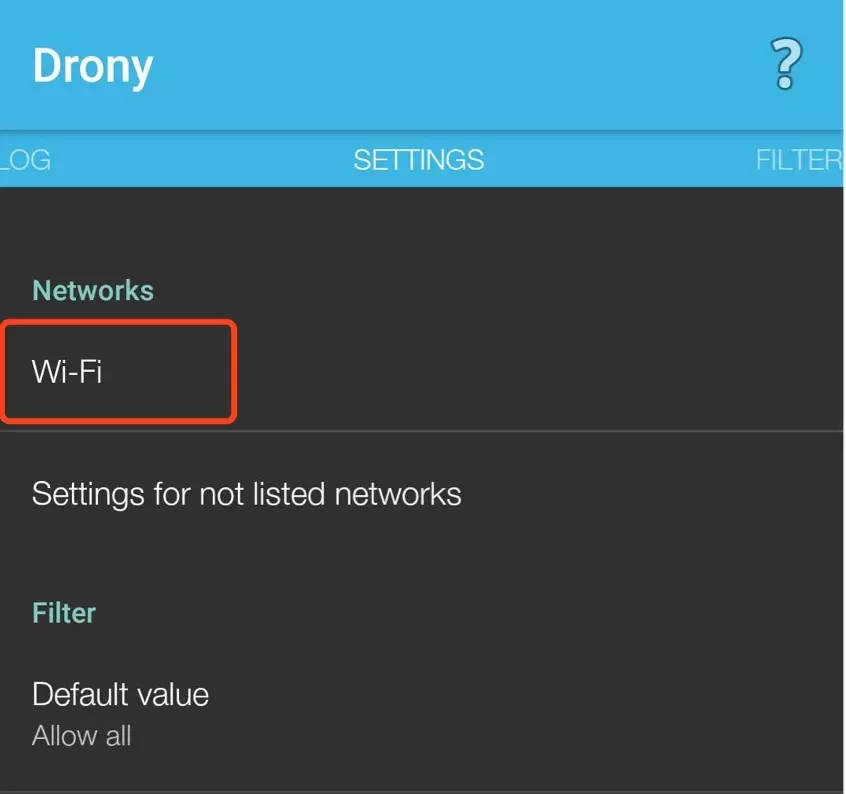 Drony
?
LOG
SETTINGS
FILTER
Networks
Wi-Fi
Settings for not listed networks
Filter
Default value
Allow all